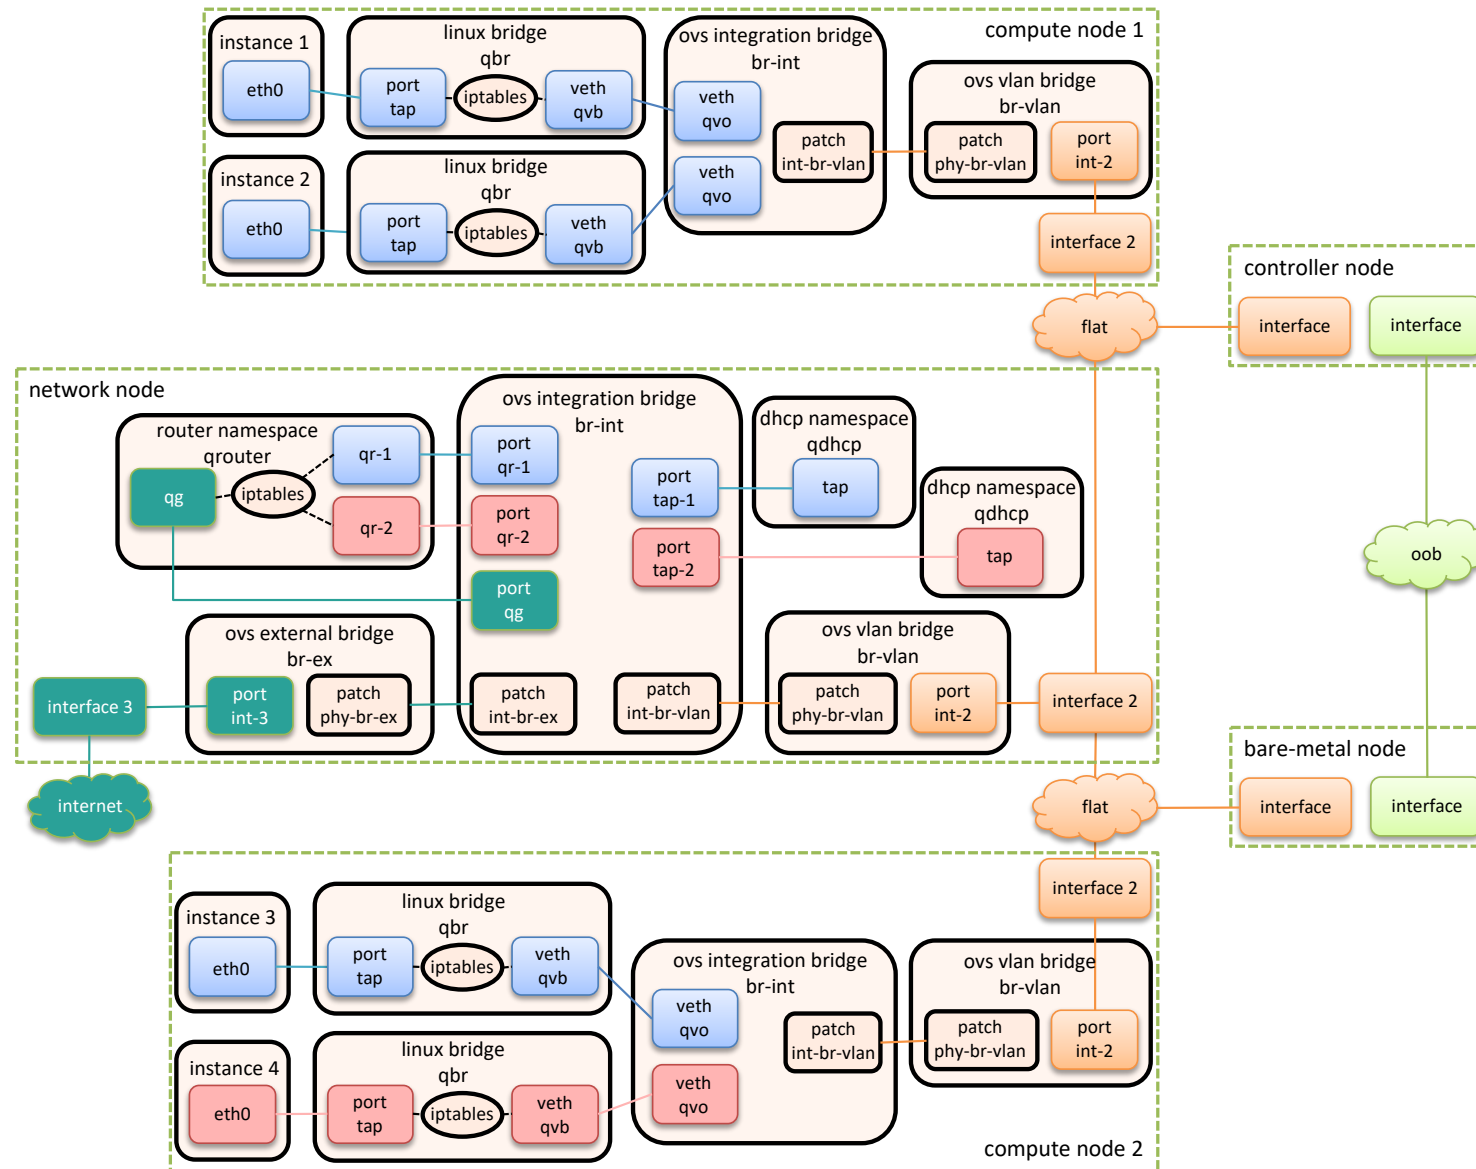 compute node 1
instance 1
eth0
linux bridge
qbr
port
tap
iptables
veth
qvb
ovs integration bridge
br-int
veth
qvo
patch
int-br-vlan
ovs vlan bridge
br-vlan
patch
phy-br-vlan
port
int-2
instance 2
eth0
linux bridge
qbr
port
tap
iptables
veth
qvb
veth
qvo
interface 2
flat
controller node
interface
interface
network node
router namespace
qrouter
qg
iptables
qr-1
qr-2
ovs integration bridge
br-int
port
qr-1
port
qr-2
port
qg
port
tap-1
port
tap-2
dhcp namespace
qdhcp
tap
dhcp namespace
qdhcp
tap
oob
interface 3
ovs external bridge
br-ex
port
int-3
patch
phy-br-ex
patch
int-br-ex
patch
int-br-vlan
ovs vlan bridge
br-vlan
patch
phy-br-vlan
port
int-2
interface 2
internet
flat
bare-metal node
interface
interface
interface 2
instance 3
eth0
linux bridge
qbr
port
tap
iptables
veth
qvb
ovs integration bridge
br-int
veth
qvo
patch
int-br-vlan
ovs vlan bridge
br-vlan
patch
phy-br-vlan
port
int-2
instance 4
eth0
linux bridge
qbr
port
tap
iptables
veth
qvb
veth
qvo
compute node 2